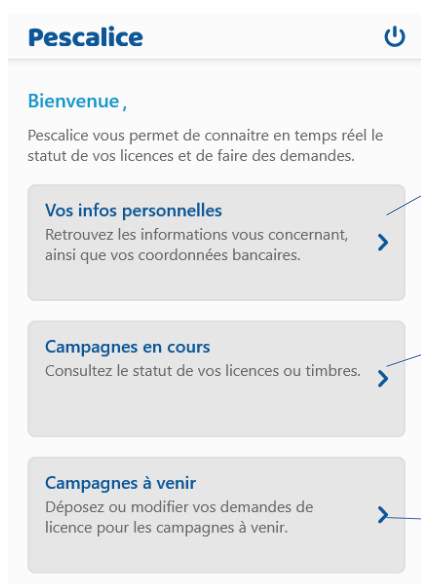 Pescalice
Bienvenue,
Pescalice vous permet de connaitre en temps réel le
statut de vos licences et de faire des demandes.
Vos infos personnelles
Retrouvez les informations vous concernant,
ainsi que vos coordonnées bancaires.
Campagnes en cours
Consultez le statut de vos licences ou timbres.
Campagnes à venir
Déposez ou modifier vos demandes de
licence pour les campagnes à venir.